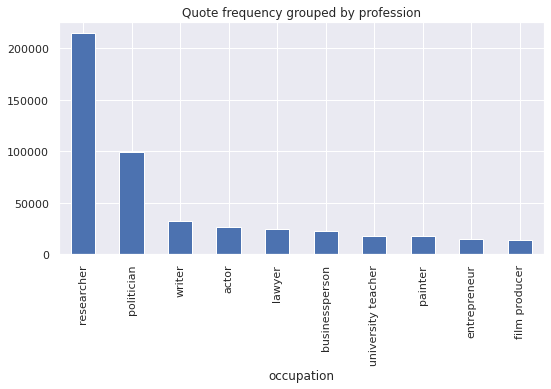 Quote frequency grouped by profession
200000
150000
100000
50000
0
researcher
politician
writer
actor
lawyer
businessperson
university teacher
painter
entrepreneur
film producer
occupation